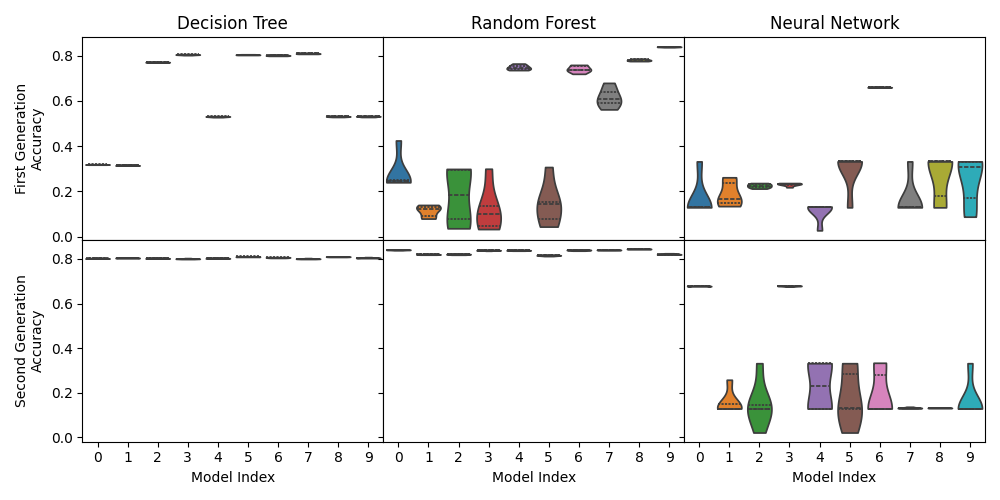 Decision Tree Random Forest Neural Network
First Generation
Accuracy
0.8
0.6
0.4
0.2
0.0
Second Generation
Accuracy
0.8
0.6
0.4
0.2
0.0
0 1 2 3 4 5 6 7 8 9 0 1 2 3 4 5 6 7 8 9 0 1 2 3 4 5 6 7 8 9
Model Index Model Index Model Index